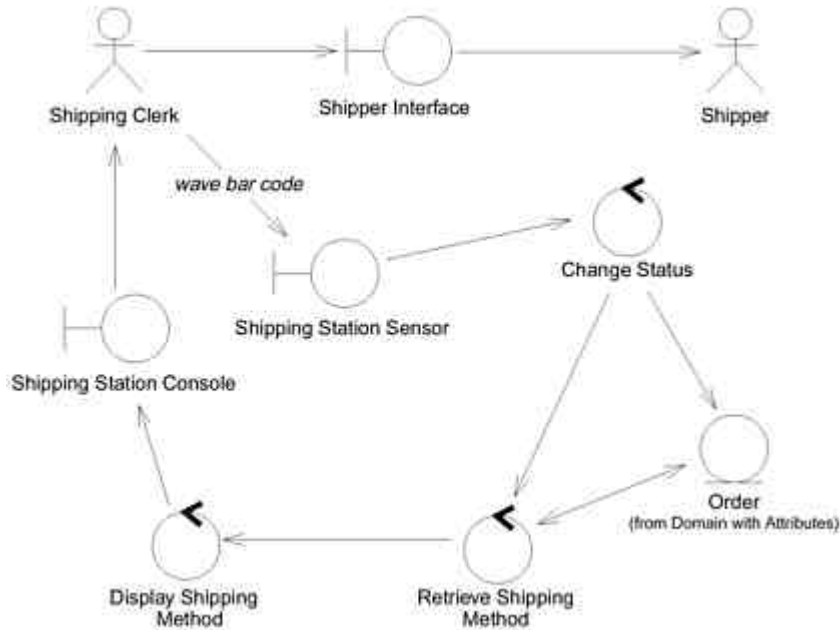 Shipping Clerk
Shipper Interface
Shipper
wave bar code
Change Status
Shipping Station Sensor
Shipping Station Console
Order
(from Domain with Attributes)
Display Shipping
Method
Retrieve Shipping
Method